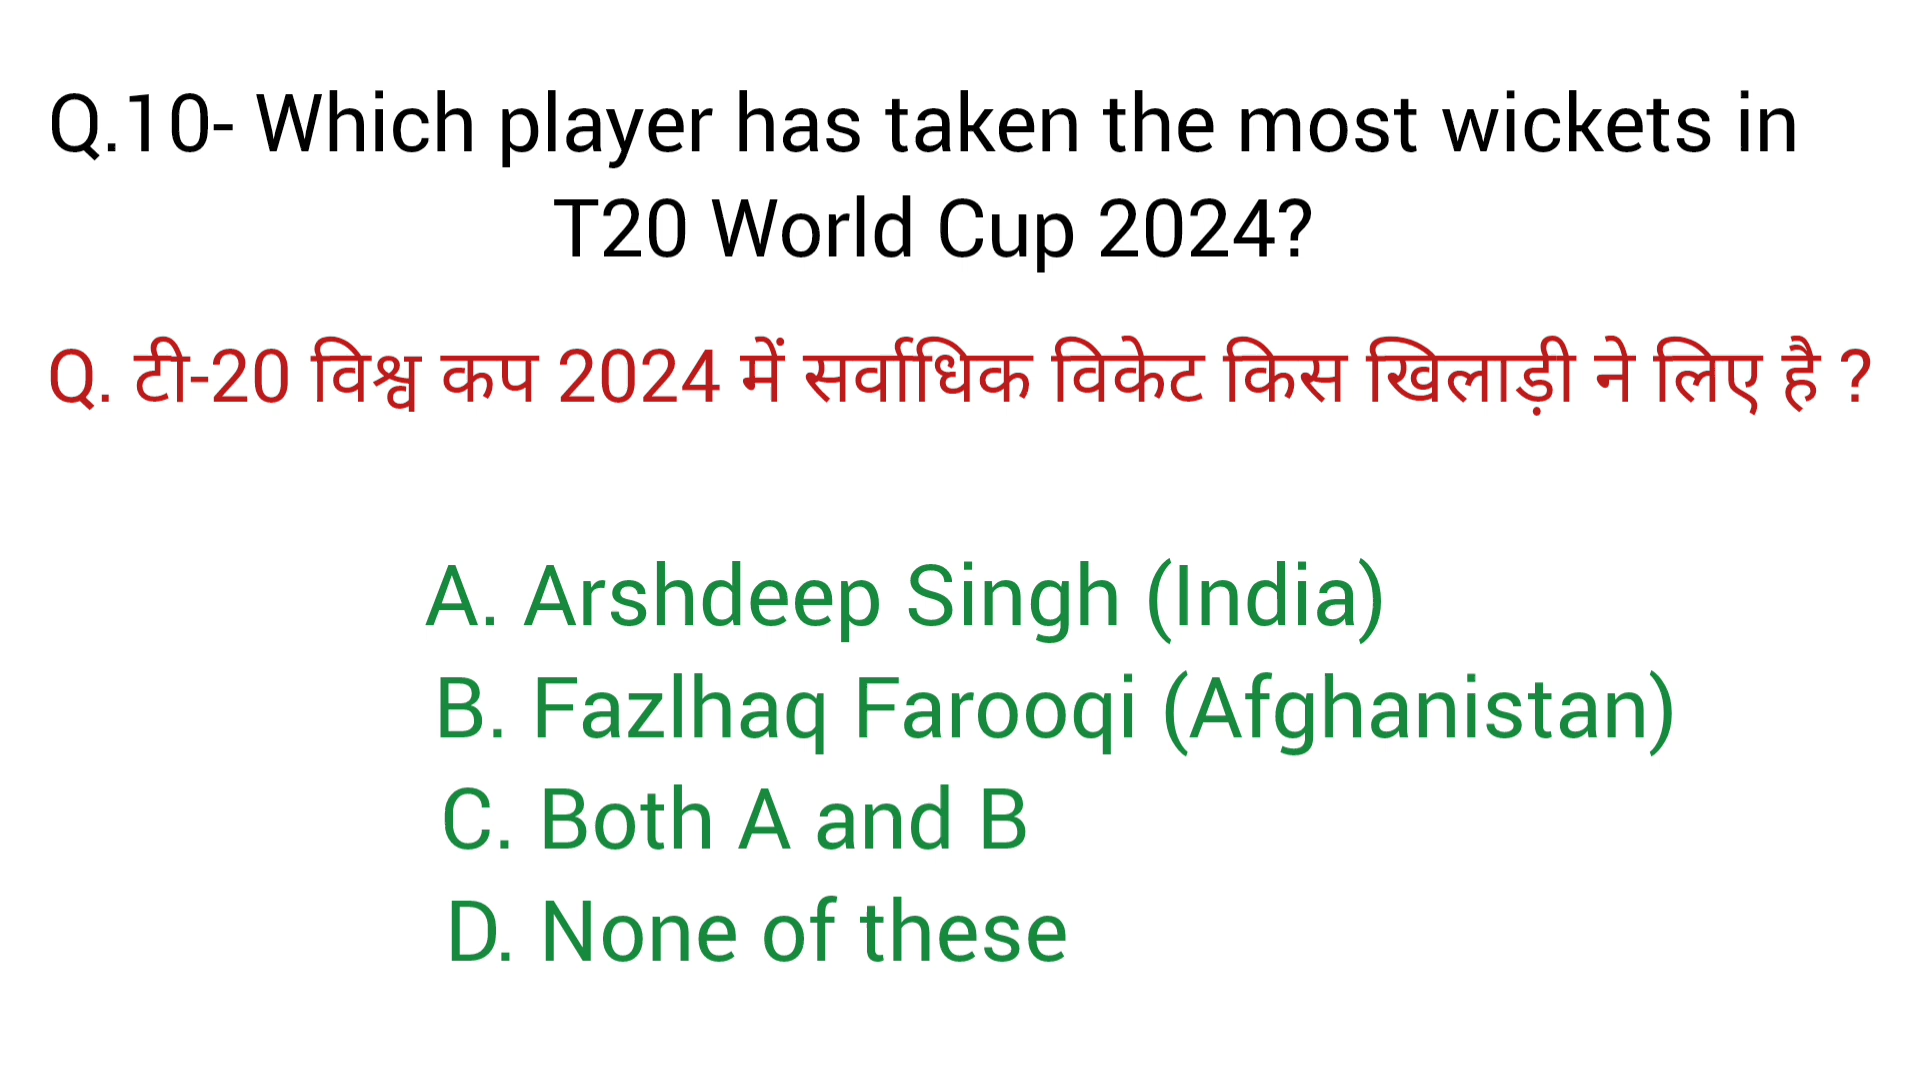 Q.10- Which player has taken the most wickets in
T20 World Cup 2024?
Q. टी-20 विश्व कप 2024 में सर्वाधिक विकेट किस खिलाड़ी ने लिए है ?
A. Arshdeep Singh (India)
B. Fazlhaq Farooqi (Afghanistan)
C. Both A and B
D. None of these